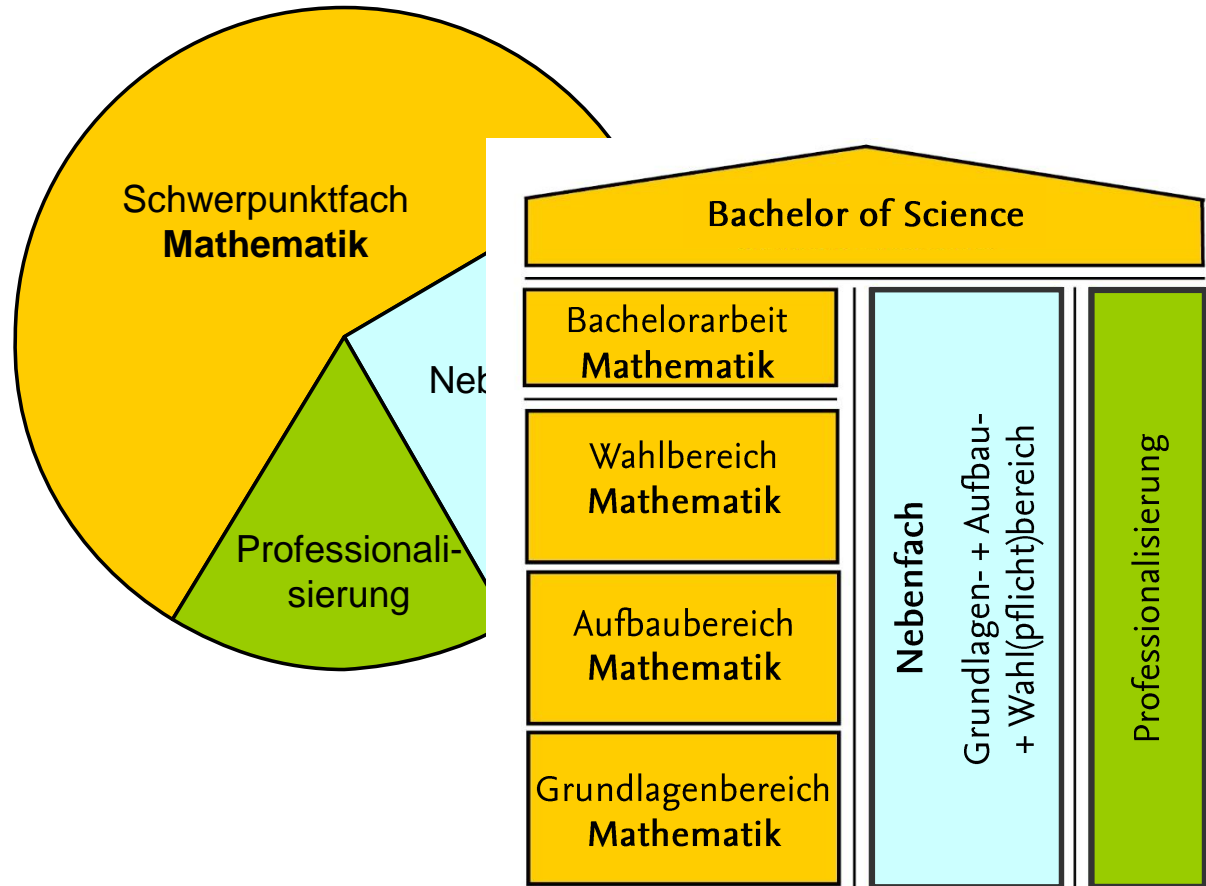 Schwerpunktfach
Mathematik
Neb
Professionali-
sierung
Bachelor of Science
Bachelorarbeit
Mathematik
Wahlbereich
Mathematik
Aufbaubereich
Mathematik
Grundlagenbereich
Mathematik
Nebenfach
Grundlagen- + Aufbau-
+ Wahl(pflicht)bereich
Professionalisierung